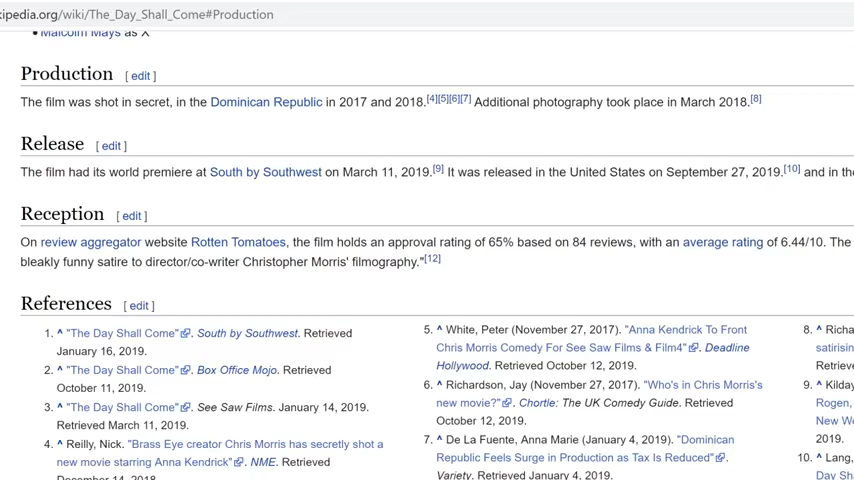 kipedia.org/wiki/The_Day_Shall_Come#Production
• Malcolm Mays as X
Production [ edit ]
The film was shot in secret, in the Dominican Republic in 2017 and 2018.[4][5][6][7] Additional photography took place in March 2018.[8]
Release [ edit ]
The film had its world premiere at South by Southwest on March 11, 2019.[9] It was released in the United States on September 27, 2019.[10] and in the
Reception [ edit ]
On review aggregator website Rotten Tomatoes, the film holds an approval rating of 65% based on 84 reviews, with an average rating of 6.44/10. The
bleakly funny satire to director/co-writer Christopher Morris' filmography."[12]
References [ edit ]
1. ^ "The Day Shall Come". South by Southwest. Retrieved
January 16, 2019.
2. ^ "The Day Shall Come". Box Office Mojo. Retrieved
October 11, 2019.
3. ^ "The Day Shall Come". See Saw Films. January 14, 2019.
Retrieved March 11, 2019.
4. ^ Reilly, Nick. "Brass Eye creator Chris Morris has secretly shot a
new movie starring Anna Kendrick". NME. Retrieved
December 14, 2018.
5. ^ White, Peter (November 27, 2017). "Anna Kendrick To Front
Chris Morris Comedy For See Saw Films & Film4". Deadline
Hollywood. Retrieved October 12, 2019.
6. ^ Richardson, Jay (November 27, 2017). "Who's in Chris Morris's
new movie?". Chortle: The UK Comedy Guide. Retrieved
October 12, 2019.
7. ^ De La Fuente, Anna Marie (January 4, 2019). "Dominican
Republic Feels Surge in Production as Tax Is Reduced".
Variety. Retrieved January 4, 2019.
8. ^ Richa
satirisin
Retrieve
9. ^ Kilday
Rogen,
New Wo
2019.
10. ^ Lang,
Day Sh